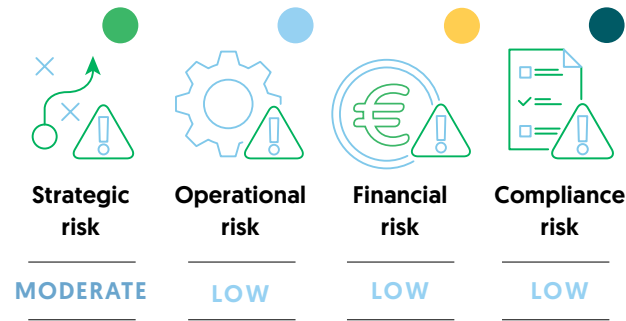 Strategic
risk
MODERATE
Operational
risk
LOW
Financial
risk
LOW
Compliance
risk
LOW